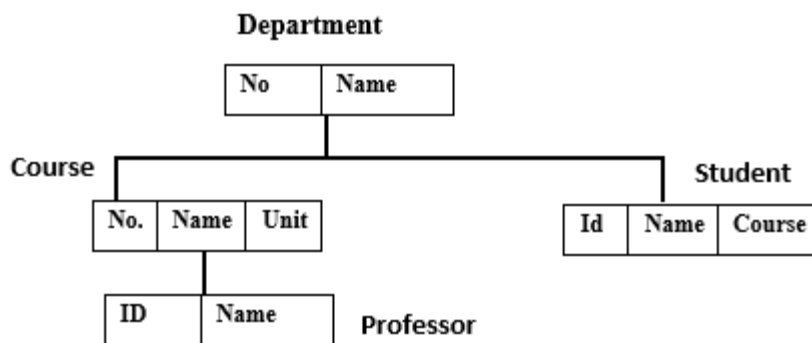 Department
No Name
Course
Student
No. Name Unit
Id Name Course
ID Name
Professor